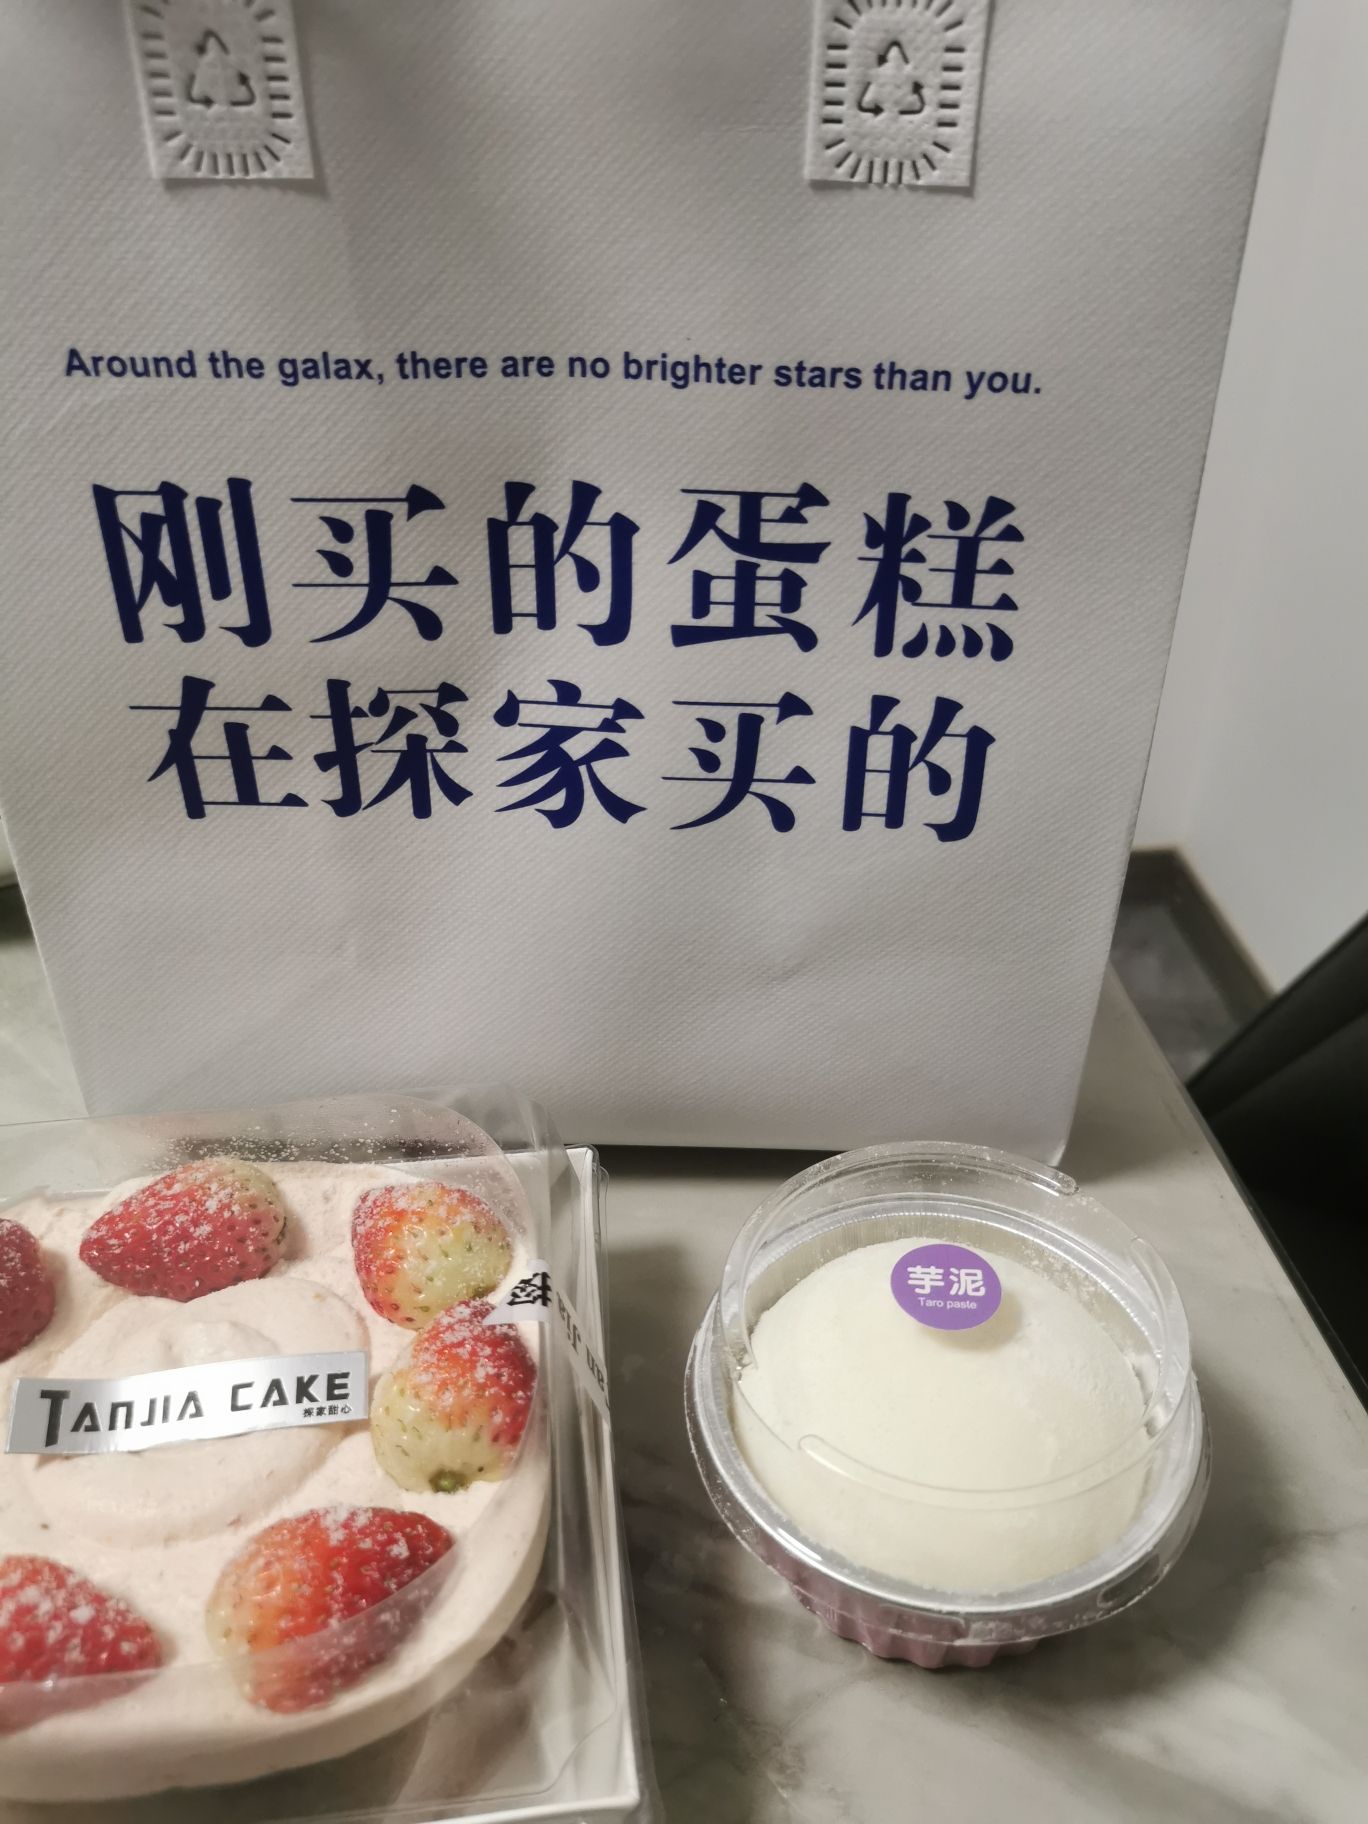 Around the galax, there are no brighter stars than you.
刚买的蛋糕
在探家买的
芋泥
Taro paste
TANJIA CAKE
探家甜心